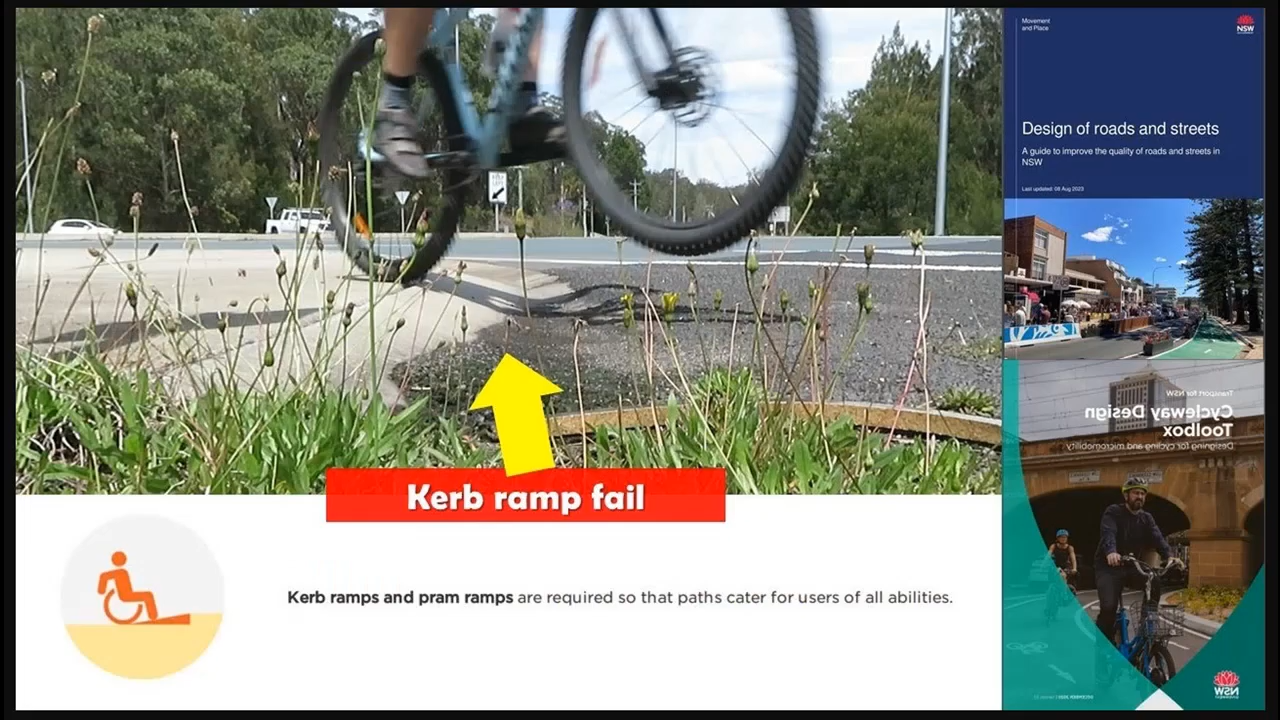 Kerb ramp fail
Kerb ramps and pram ramps are required so that paths cater for users of all abilities.
Movement
and Place
NSW
Design of roads and streets
A guide to improve the quality of roads and streets in
NSW
Last updated: 08 Aug 2023
Transport for NSW
Cycleway Design
Toolbox
Designing for cycling and micromobility
NSW